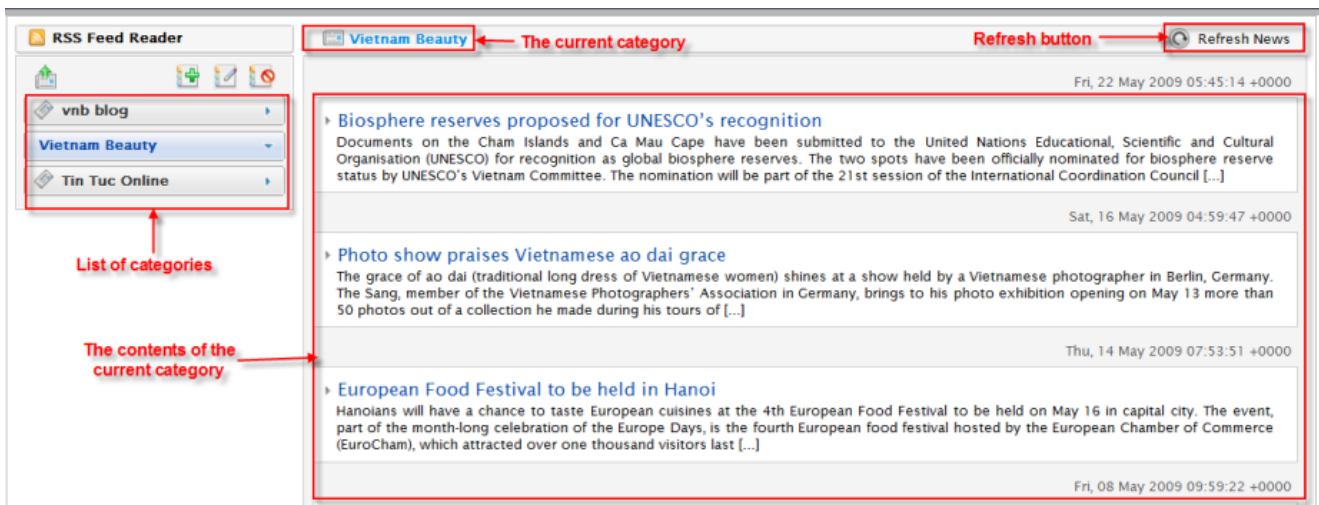 RSS Feed Reader
Vietnam Beauty
The current category
Refresh button
Refresh News
Fri, 22 May 2009 05:45:14 +0000
vnb blog
Vietnam Beauty
Tin Tuc Online
List of categories
The contents of the
current category
Biosphere reserves proposed for UNESCO's recognition
Documents on the Cham Islands and Ca Mau Cape have been submitted to the United Nations Educational, Scientific and Cultural
Organisation (UNESCO) for recognition as global biosphere reserves. The two spots have been officially nominated for biosphere reserve
status by UNESCO's Vietnam Committee. The nomination will be part of the 21st session of the International Coordination Council [...]
Sat, 16 May 2009 04:59:47 +0000
Photo show praises Vietnamese ao dai grace
The grace of ao dai (traditional long dress of Vietnamese women) shines at a show held by a Vietnamese photographer in Berlin, Germany.
The Sang, member of the Vietnamese Photographers' Association in Germany, brings to his photo exhibition opening on May 13 more than
50 photos out of a collection he made during his tours of [...]
Thu, 14 May 2009 07:53:51 +0000
European Food Festival to be held in Hanoi
Hanoians will have a chance to taste European cuisines at the 4th European Food Festival to be held on May 16 in capital city. The event,
part of the month-long celebration of the Europe Days, is the fourth European food festival hosted by the European Chamber of Commerce
(EuroCham), which attracted over one thousand visitors last [...]
Fri, 08 May 2009 09:59:22 +0000